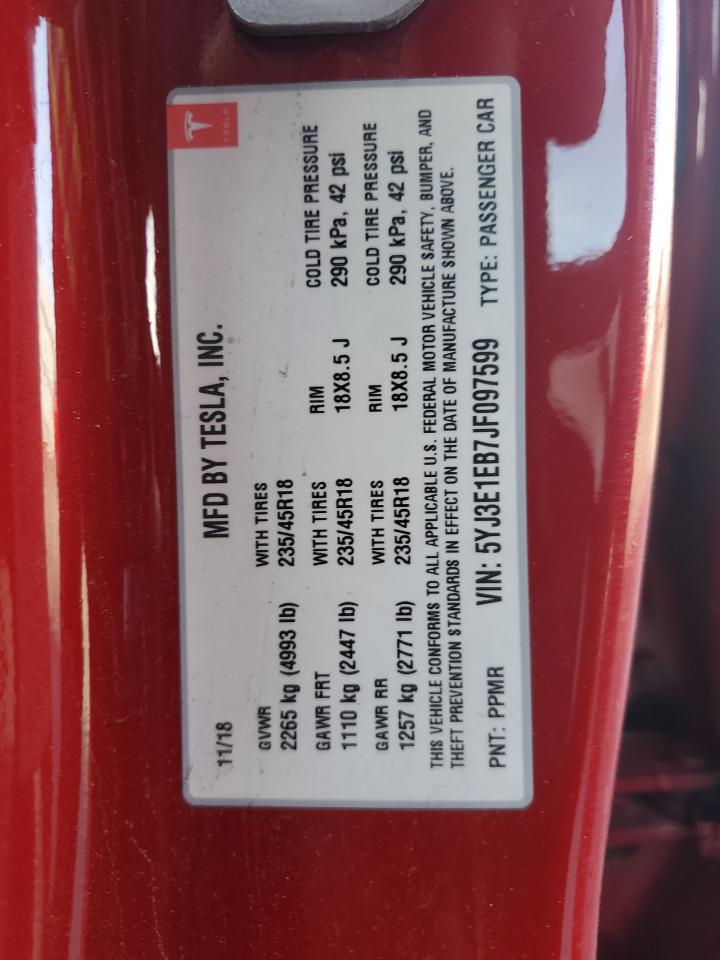 TESLA
11/18 MFD BY TESLA, INC.
GVWR WITH TIRES
2265 kg (4993 lb) 235/45R18
GAWR FRT WITH TIRES RIM COLD TIRE PRESSURE
1110 kg (2447 lb) 235/45R18 18X8.5 J 290 kPa, 42 psi
GAWR RR WITH TIRES RIM COLD TIRE PRESSURE
1257 kg (2771 lb) 235/45R18 18X8.5 J 290 kPa, 42 psi
THIS VEHICLE CONFORMS TO ALL APPLICABLE U.S. FEDERAL MOTOR VEHICLE SAFETY, BUMPER, AND
THEFT PREVENTION STANDARDS IN EFFECT ON THE DATE OF MANUFACTURE SHOWN ABOVE.
PNT: PPMR VIN: 5YJ3E1EB7JF097599 TYPE: PASSENGER CAR